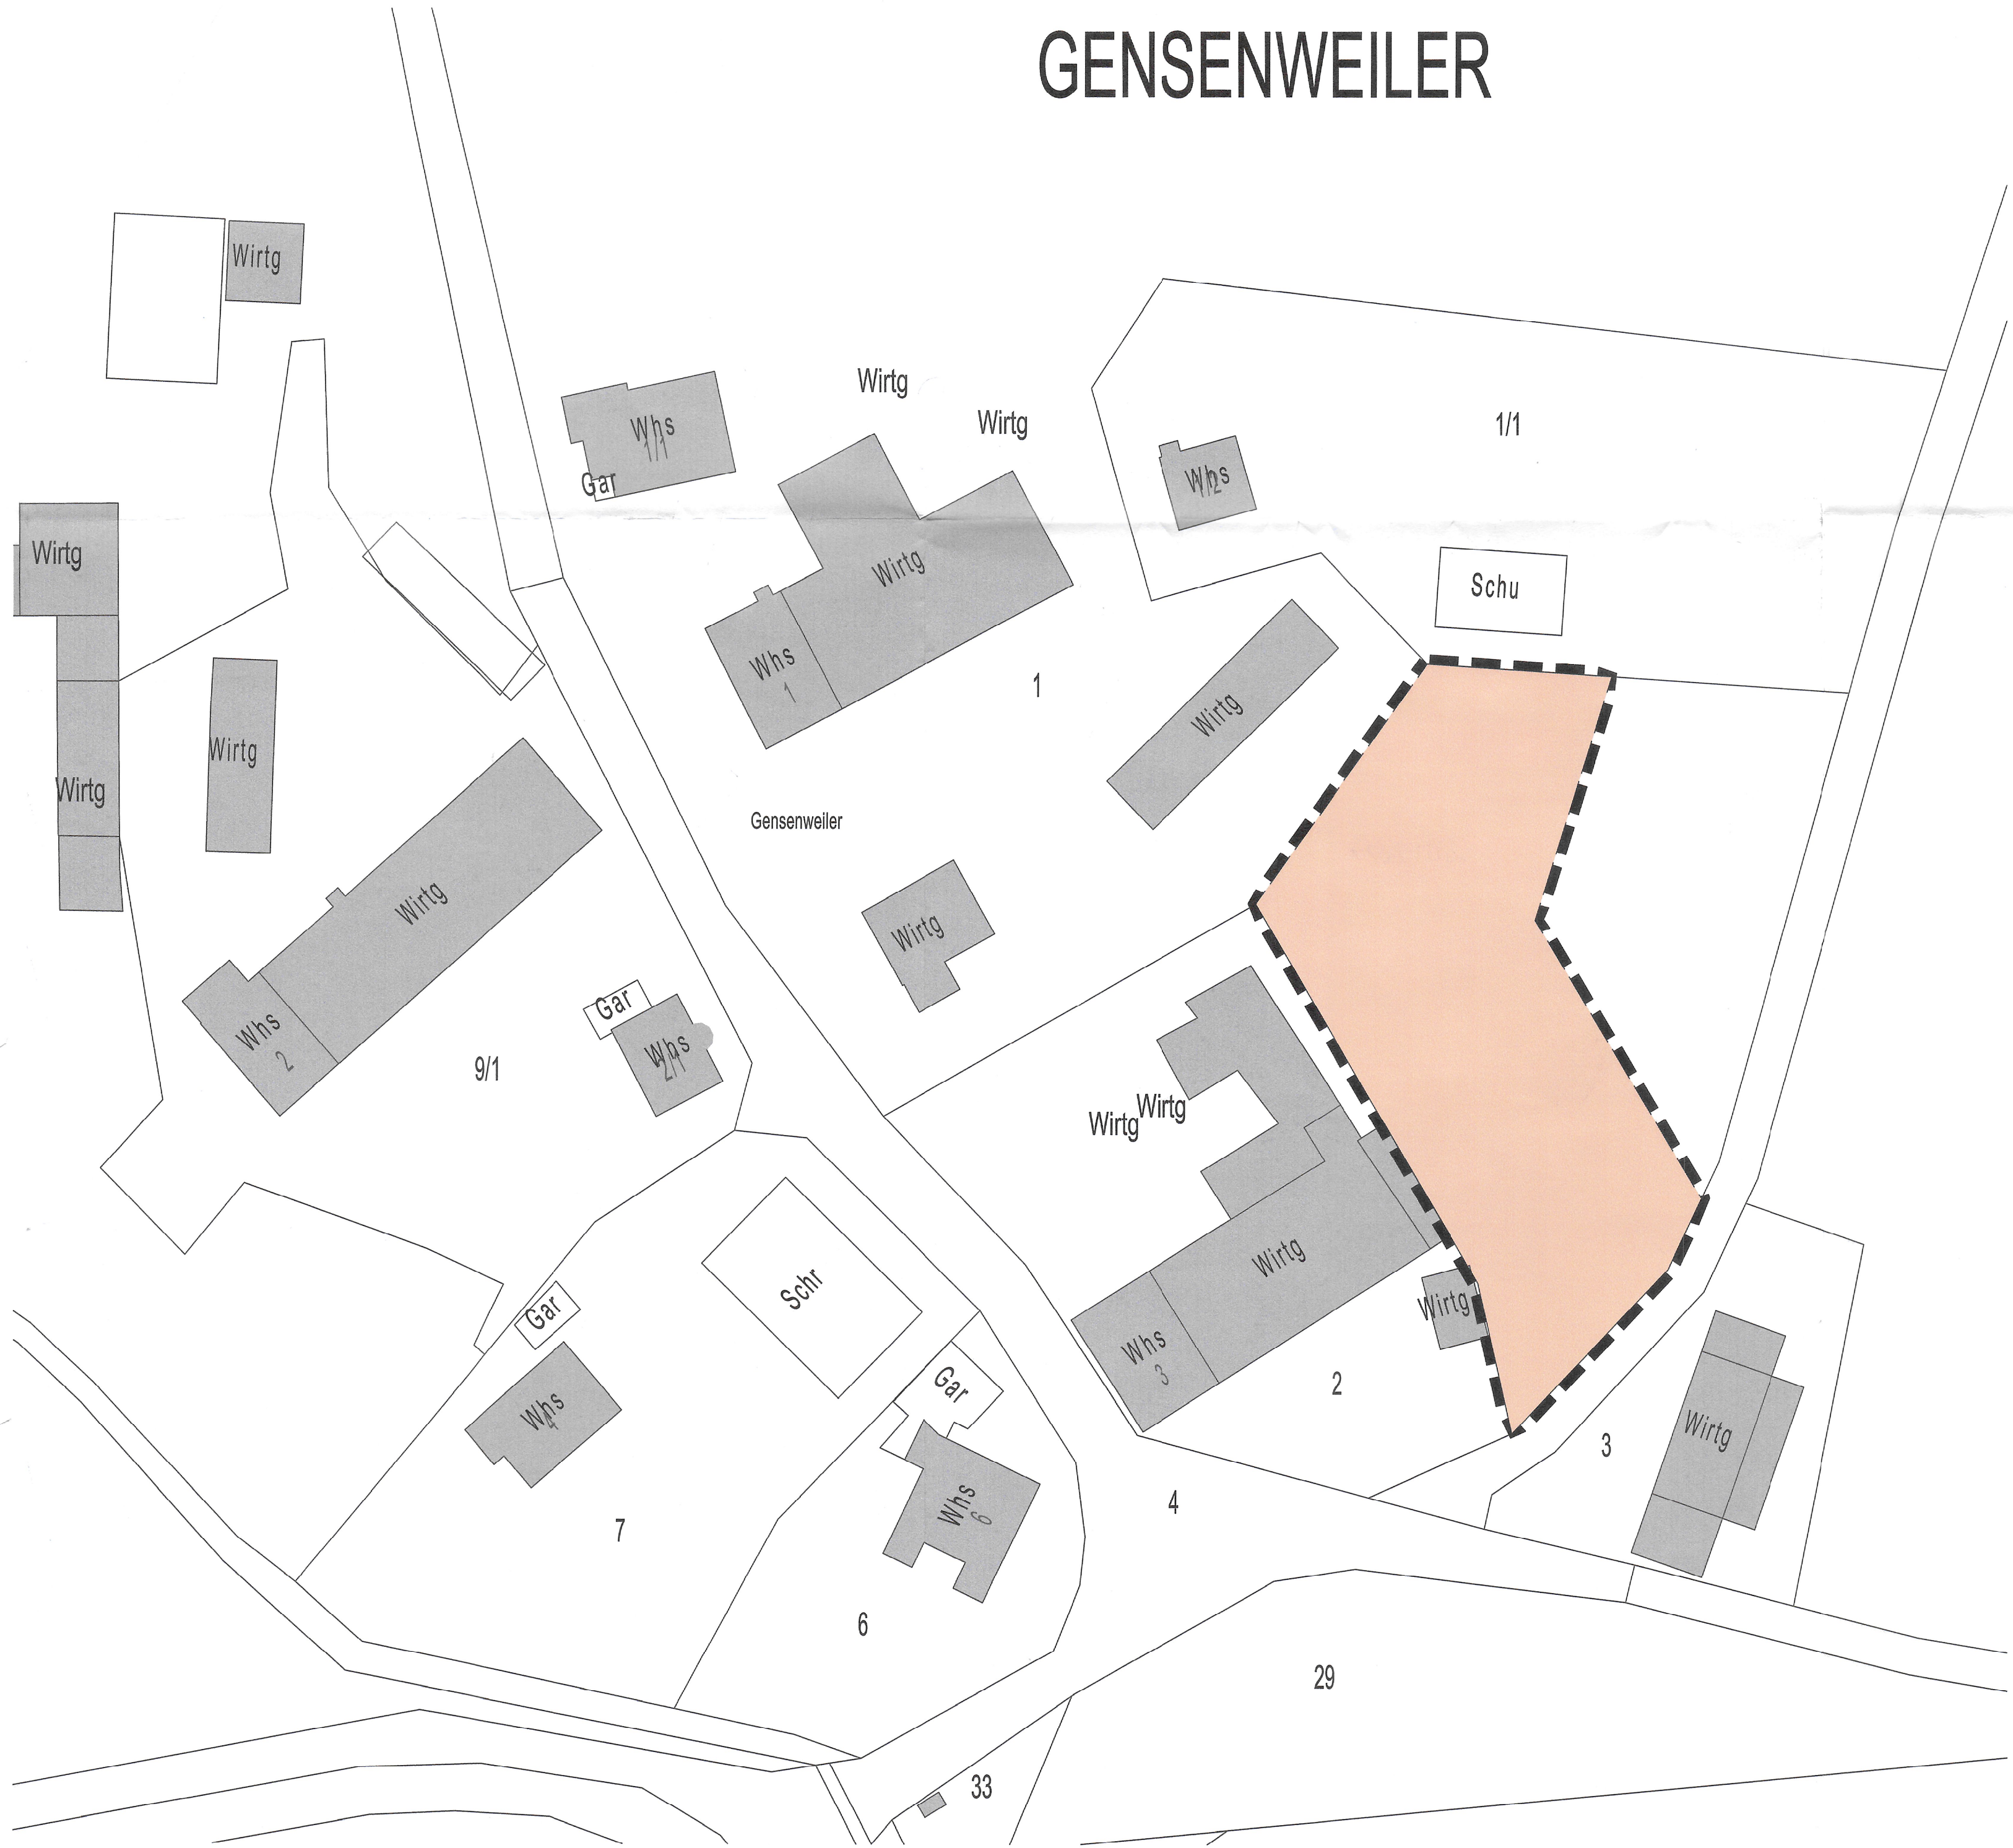 GENSENWEILER
Wirtg
Wirtg
Wirtg
Whs
1/1
Gar
1/1
Whs
1/2
Wirtg
Wirtg
Schu
Whs
1
1
Wirtg
Wirtg
Wirtg
Gensenweiler
Wirtg
Wirtg
Gar
Whs
2
Whs
2/1
9/1
Wirtg
Wirtg
Wirtg
Schr
Gar
Wirtg
Whs
3
2
Gar
Whs
4
Wirtg
3
Whs
6
4
7
6
29
33